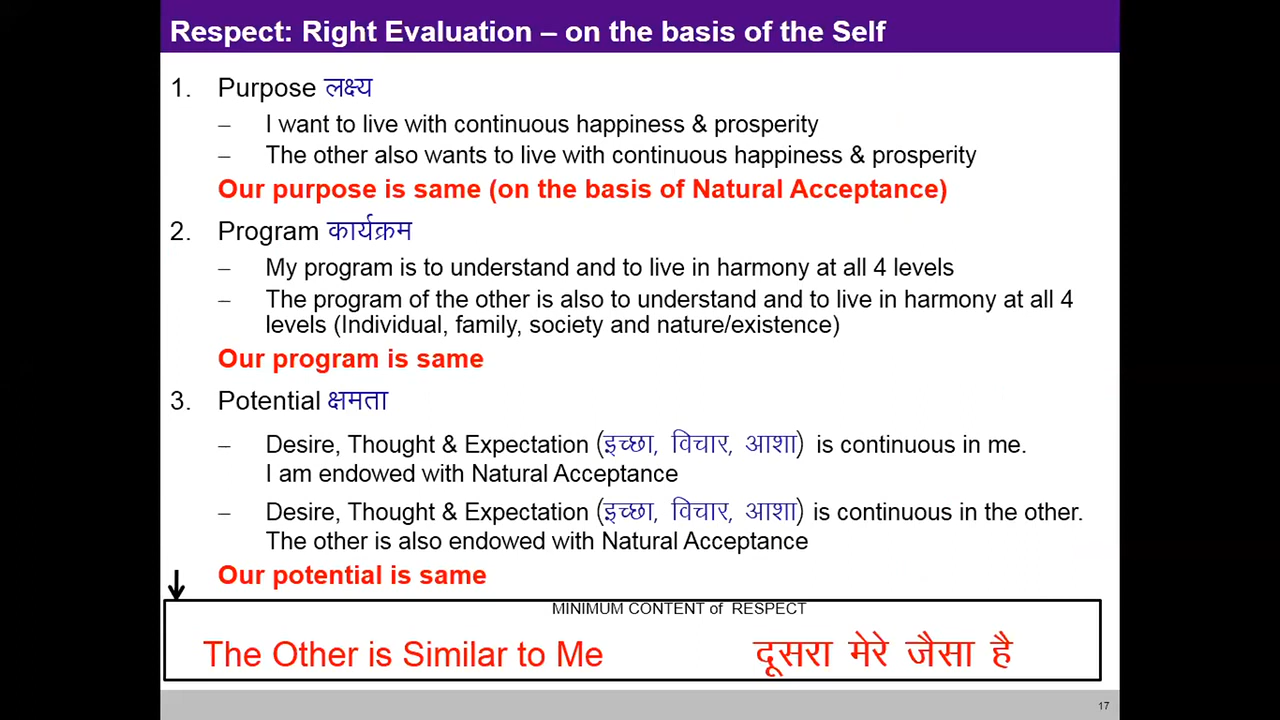 Respect: Right Evaluation – on the basis of the Self
1. Purpose लक्ष्य
– I want to live with continuous happiness & prosperity
– The other also wants to live with continuous happiness & prosperity
Our purpose is same (on the basis of Natural Acceptance)
2. Program कार्यक्रम
– My program is to understand and to live in harmony at all 4 levels
– The program of the other is also to understand and to live in harmony at all 4
levels (Individual, family, society and nature/existence)
Our program is same
3. Potential क्षमता
– Desire, Thought & Expectation (इच्छा, विचार, आशा) is continuous in me.
I am endowed with Natural Acceptance
– Desire, Thought & Expectation (इच्छा, विचार, आशा) is continuous in the other.
The other is also endowed with Natural Acceptance
Our potential is same
MINIMUM CONTENT of RESPECT
The Other is Similar to Me दूसरा मेरे जैसा है
17